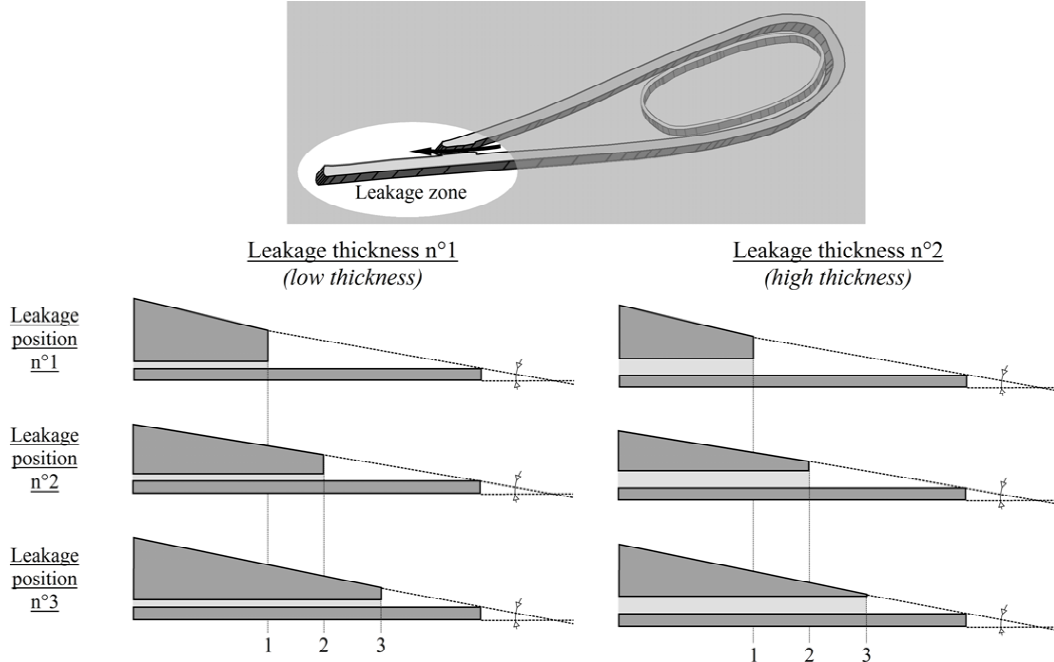 Leakage zone
Leakage thickness n°1
(low thickness)
Leakage thickness n°2
(high thickness)
Leakage
position
n°1
Leakage
position
n°2
Leakage
position
n°3
1 2 3
1 2 3